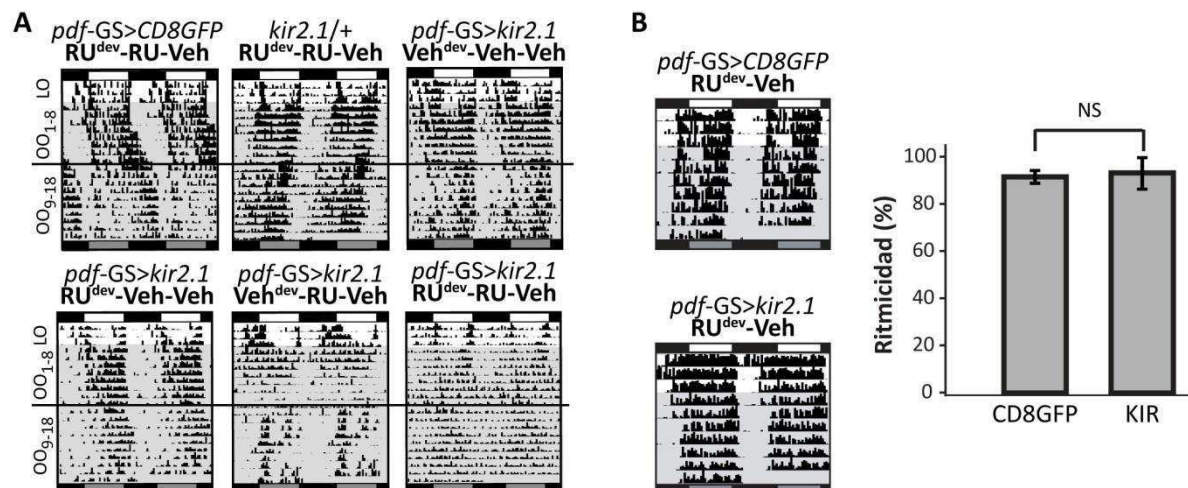 A
pdf-GS>CD8GFP
RUdev-RU-Veh
kir2.1/+
RUdev-RU-Veh
pdf-GS>kir2.1
Vehdev-Veh-Veh
LO
OO1-8
OO9-18
pdf-GS>kir2.1
RUdev-Veh-Veh
pdf-GS>kir2.1
Vehdev-RU-Veh
pdf-GS>kir2.1
RUdev-RU-Veh
LO
OO1-8
OO9-18
B
pdf-GS>CD8GFP
RUdev-Veh
pdf-GS>kir2.1
RUdev-Veh
NS
Ritmicidad (%)
100
80
60
40
20
0
CD8GFP
KIR